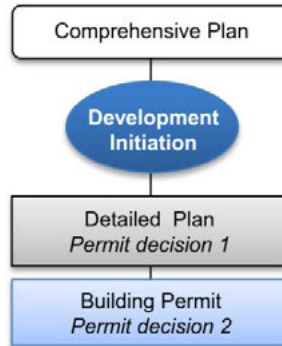 Comprehensive Plan
Development
Initiation
Detailed Plan
Permit decision 1
Building Permit
Permit decision 2